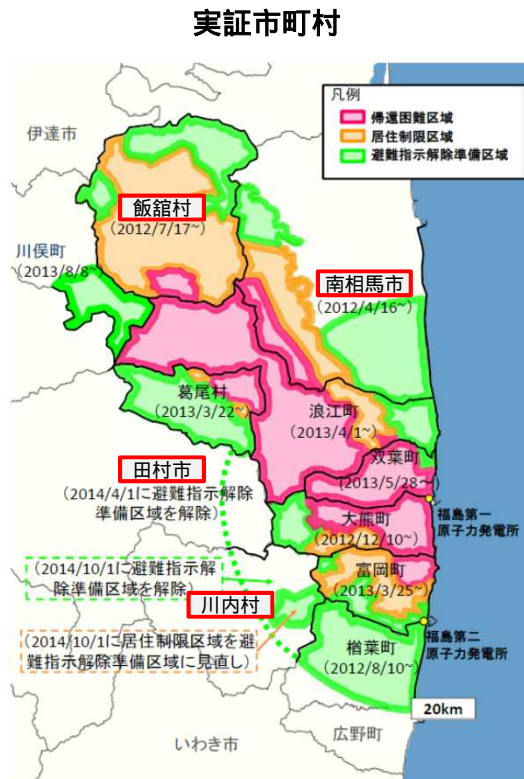 実証市町村
凡例
帰還困難区域
居住制限区域
避難指示解除準備区域
伊達市
飯舘村
(2012/7/17~)
川俣町
(2013/8/8~)
南相馬市
(2012/4/16~)
葛尾村
(2013/3/22~)
浪江町
(2013/4/1~)
田村市
(2014/4/1に避難指示解除
準備区域を解除)
双葉町
(2013/5/28~)
大熊町
(2012/12/10~)
福島第一
原子力発電所
(2014/10/1に避難指示解
除準備区域を解除)
富岡町
(2013/3/25~)
川内村
(2014/10/1に居住制限区域を避
難指示解除準備区域に見直し)
福島第二
原子力発電所
楢葉町
(2012/8/10~)
20km
広野町
いわき市